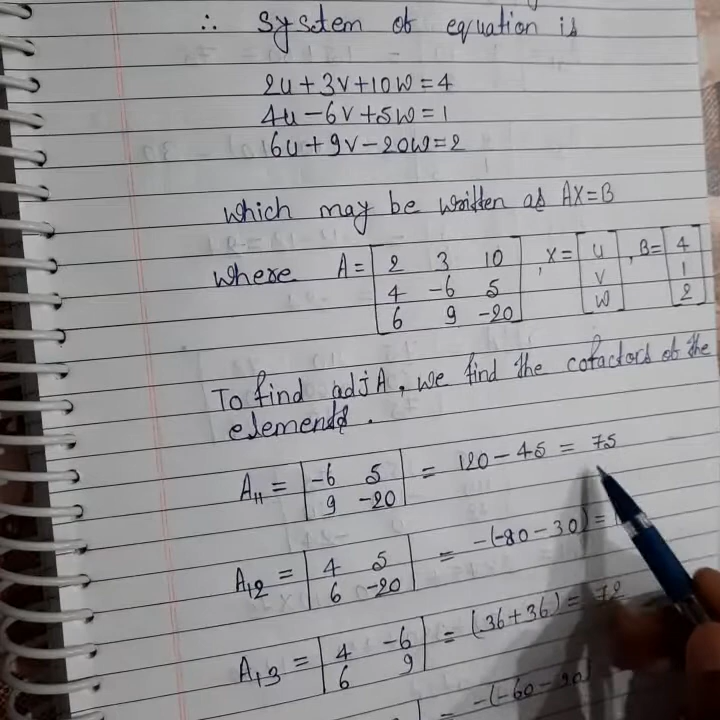 ∴ System of equation is
2u+3v+10w=4
4u-6v+5w=1
6u+9v-20w=2
which may be written as AX=B
where A=[2 3 10; 4 -6 5; 6 9 -20], X=[u; v; w], B=[4; 1; 2]
To find adjA, we find the cofactors of the
elements.
A₁₁ = |-6 5; 9 -20| = 120-45 = 75
A₁₂ = |4 5; 6 -20| = -(-80-30)=
A₁₃ = |4 -6; 6 9| = (36+36) = 72
= -(-60-90)